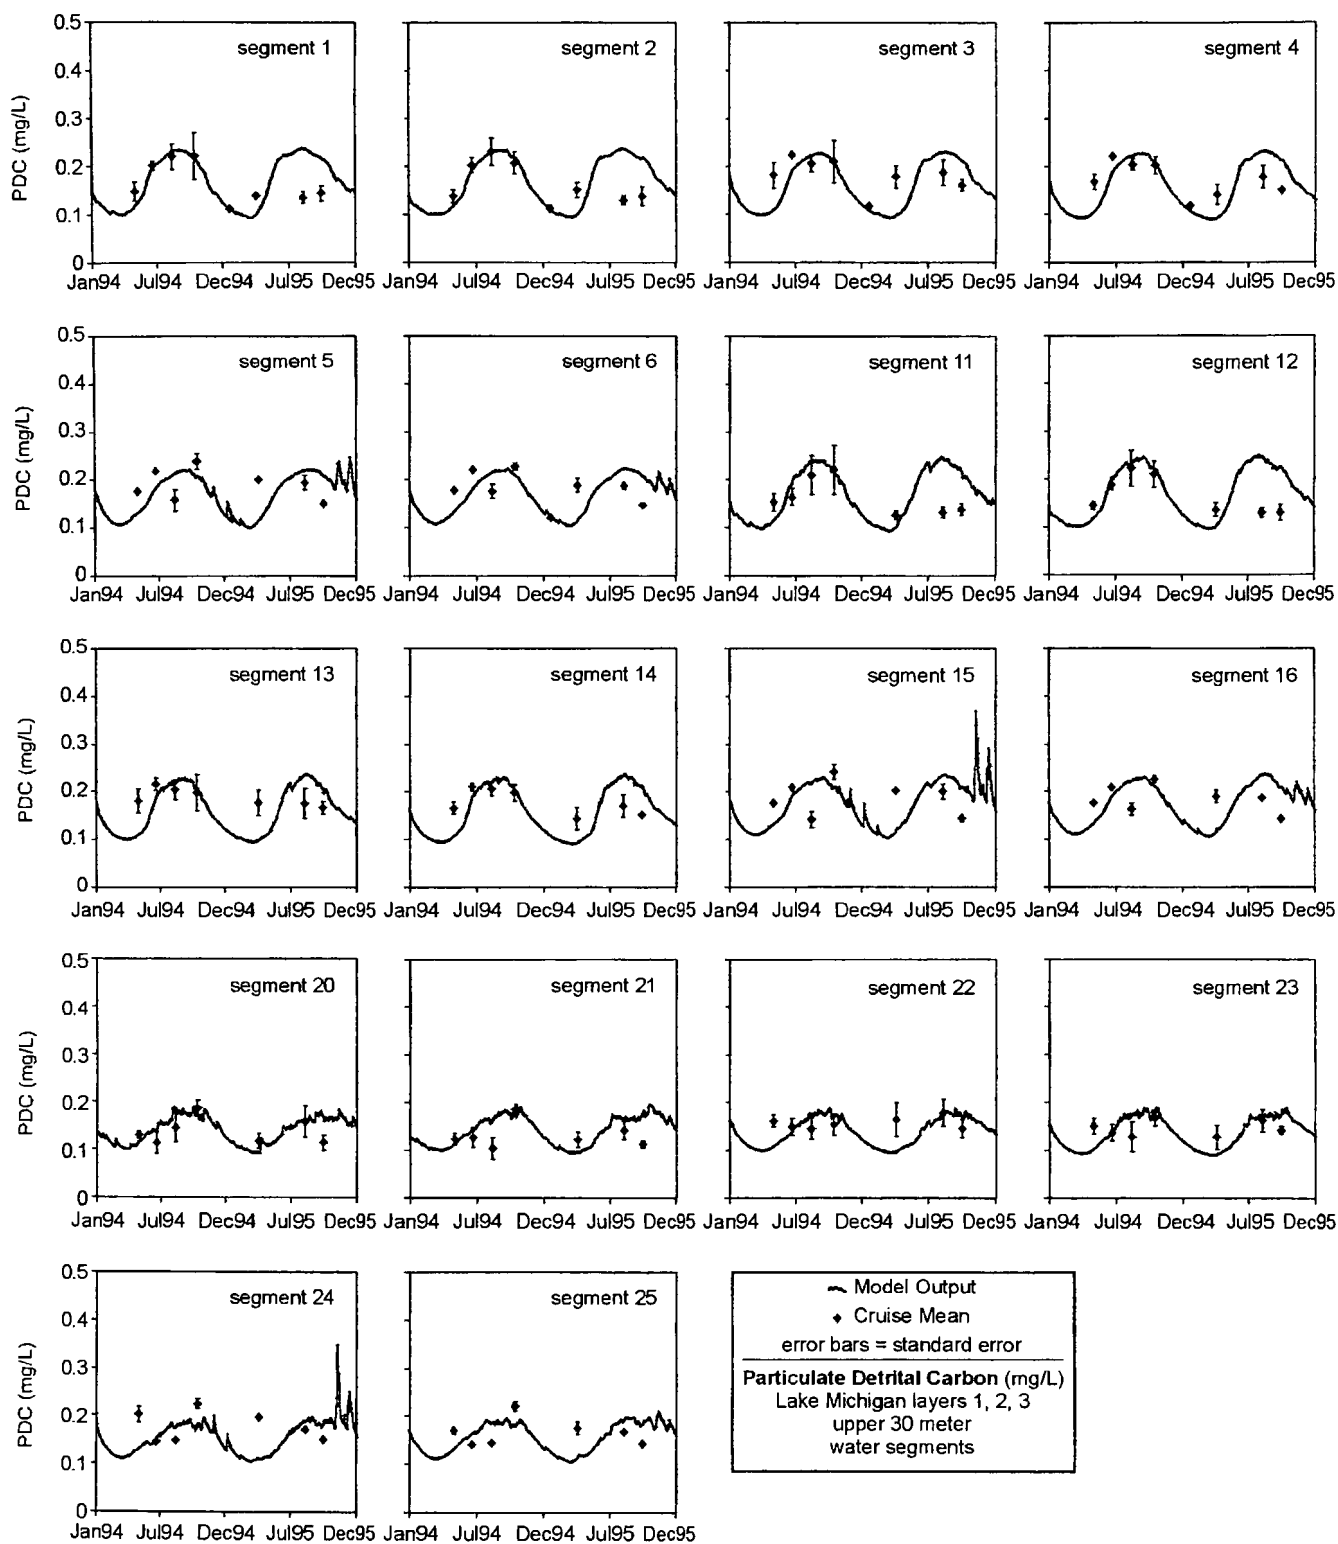 0.5
segment 1
segment 2
segment 3
segment 4
0.4
0.3
PDC (mg/L)
0.2
0.1
0
Jan94 Jul94 Dec94 Jul95 Dec95
Jan94 Jul94 Dec94 Jul95 Dec95
Jan94 Jul94 Dec94 Jul95 Dec95
Jan94 Jul94 Dec94 Jul95 Dec95
0.5
segment 5
segment 6
segment 11
segment 12
0.4
0.3
PDC (mg/L)
0.2
0.1
0
Jan94 Jul94 Dec94 Jul95 Dec95
Jan94 Jul94 Dec94 Jul95 Dec95
Jan94 Jul94 Dec94 Jul95 Dec95
Jan94 Jul94 Dec94 Jul95 Dec95
0.5
segment 13
segment 14
segment 15
segment 16
0.4
0.3
PDC (mg/L)
0.2
0.1
0
Jan94 Jul94 Dec94 Jul95 Dec95
Jan94 Jul94 Dec94 Jul95 Dec95
Jan94 Jul94 Dec94 Jul95 Dec95
Jan94 Jul94 Dec94 Jul95 Dec95
0.5
segment 20
segment 21
segment 22
segment 23
0.4
0.3
PDC (mg/L)
0.2
0.1
0
Jan94 Jul94 Dec94 Jul95 Dec95
Jan94 Jul94 Dec94 Jul95 Dec95
Jan94 Jul94 Dec94 Jul95 Dec95
Jan94 Jul94 Dec94 Jul95 Dec95
0.5
segment 24
segment 25
0.4
0.3
PDC (mg/L)
0.2
0.1
0
Jan94 Jul94 Dec94 Jul95 Dec95
Jan94 Jul94 Dec94 Jul95 Dec95
Model Output
Cruise Mean
error bars = standard error
Particulate Detrital Carbon (mg/L)
Lake Michigan layers 1, 2, 3
upper 30 meter
water segments